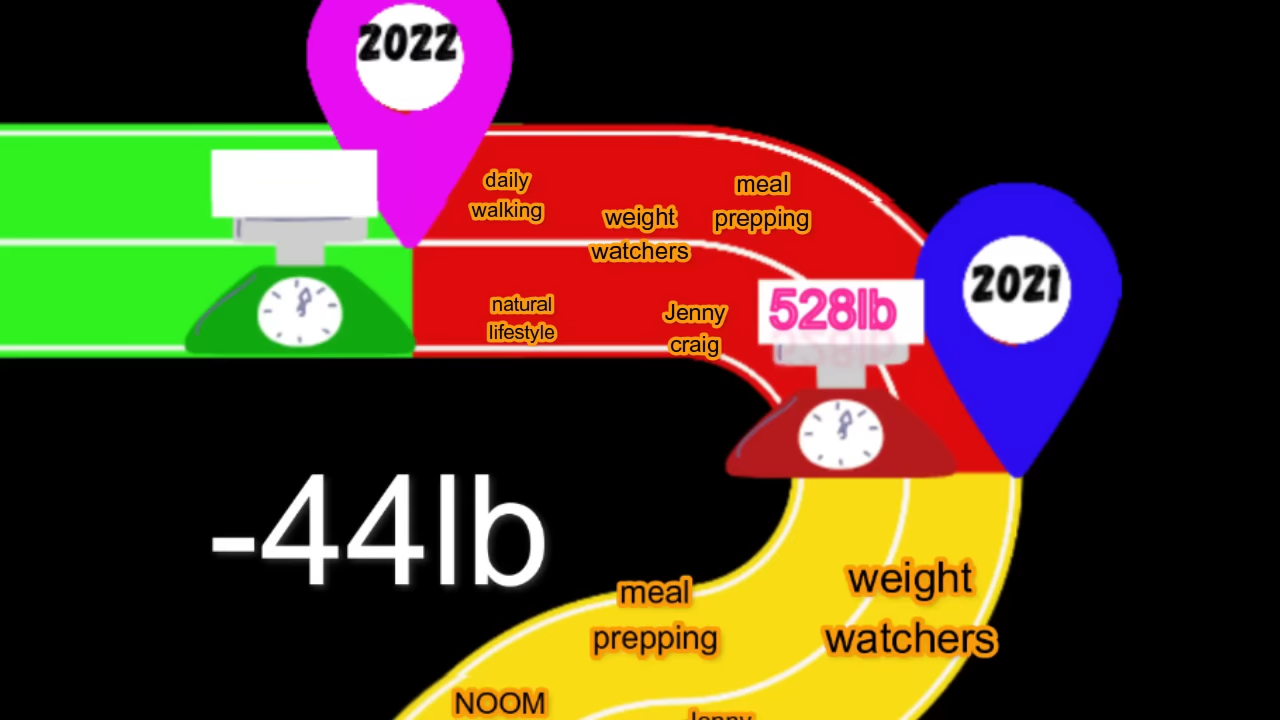 2022
daily
walking
weight
watchers
meal
prepping
natural
lifestyle
Jenny
craig
528lb
2021
-44lb
meal
prepping
weight
watchers
NOOM
Jenny